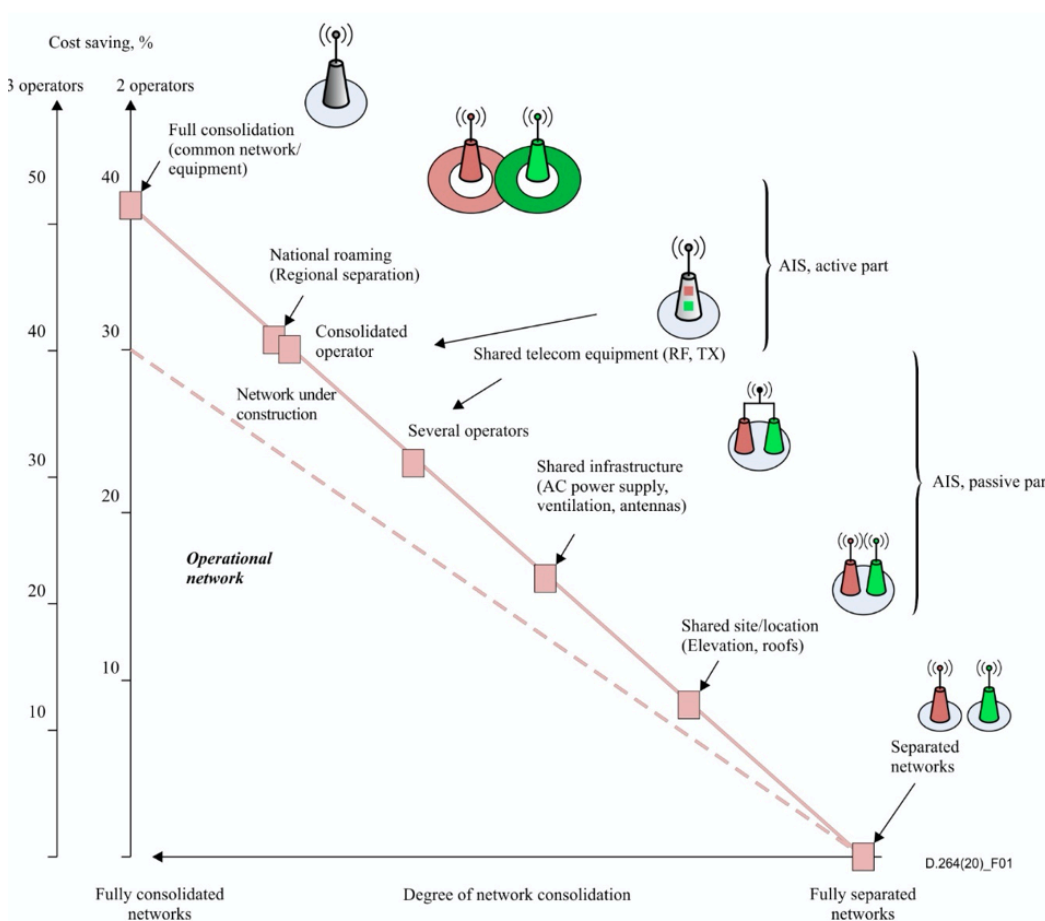 Cost saving, %
3 operators
2 operators
Full consolidation
(common network/
equipment)
50
40
National roaming
(Regional separation)
AIS, active part
40
30
Consolidated
operator
Shared telecom equipment (RF, TX)
Network under
construction
Several operators
30
Shared infrastructure
(AC power supply,
ventilation, antennas)
20
AIS, passive par
Operational
network
20
Shared site/location
(Elevation, roofs)
10
10
Separated
networks
D.264(20)_F01
Fully consolidated
networks
Degree of network consolidation
Fully separated
networks